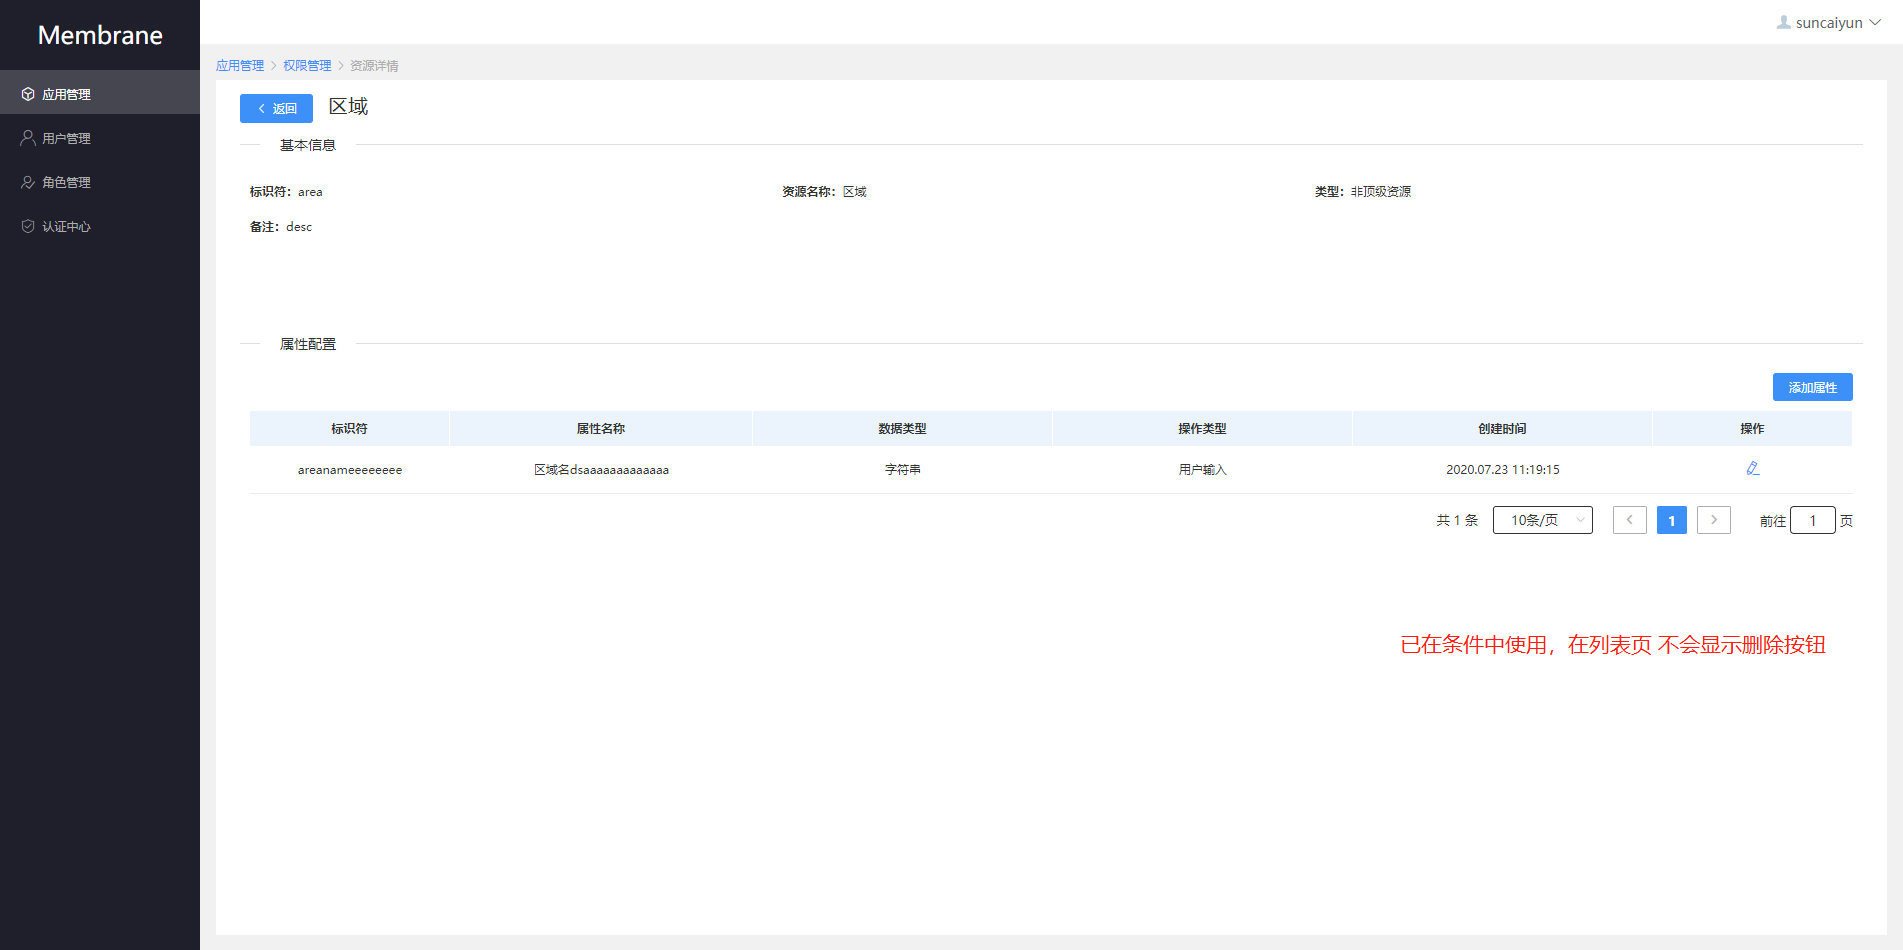 Membrane
suncaiyun
应用管理
用户管理
角色管理
认证中心
应用管理 > 权限管理 > 资源详情
< 返回 区域
基本信息
标识符：area 资源名称：区域 类型：非顶级资源
备注：desc
属性配置
添加属性
标识符 属性名称 数据类型 操作类型 创建时间 操作
areanameeeeeeee 区域名dsaaaaaaaaaaaaa 字符串 用户输入 2020.07.23 11:19:15
共 1 条 10条/页 < 1 > 前往 1 页
已在条件中使用，在列表页 不会显示删除按钮